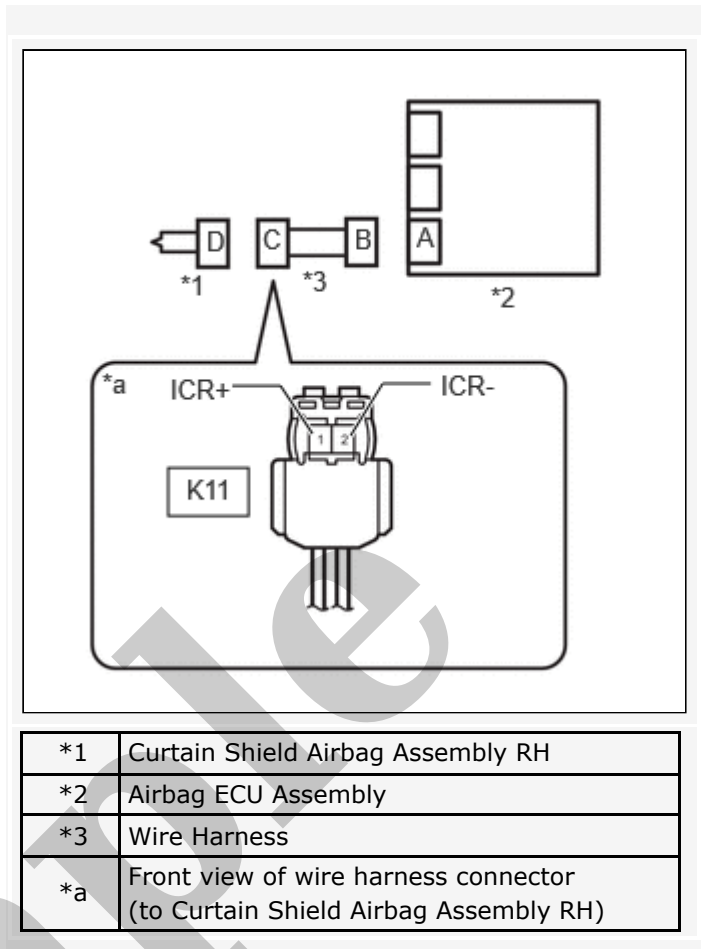 D
C
B
A
*1
*3
*2
*a
ICR+
ICR-
1
2
K11
*1 Curtain Shield Airbag Assembly RH
*2 Airbag ECU Assembly
*3 Wire Harness
*a Front view of wire harness connector
(to Curtain Shield Airbag Assembly RH)
ple